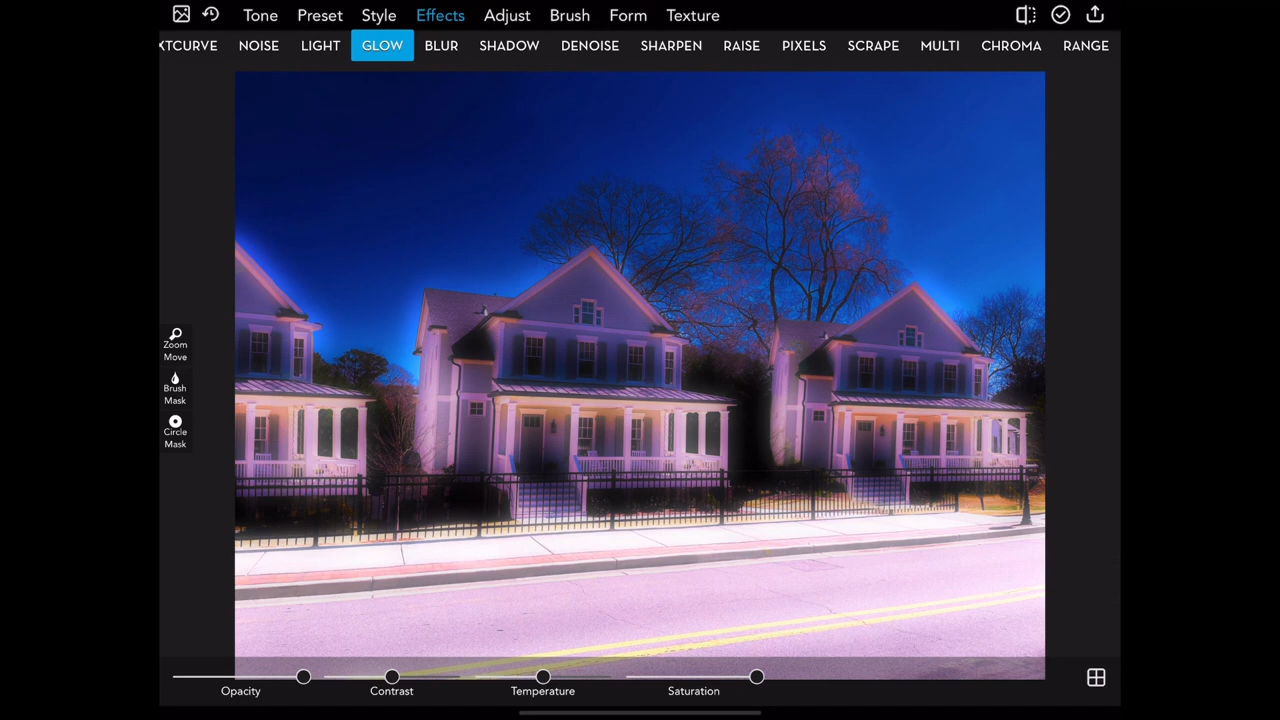 Tone Preset Style Effects Adjust Brush Form Texture
XTCURVE NOISE LIGHT GLOW BLUR SHADOW DENOISE SHARPEN RAISE PIXELS SCRAPE MULTI CHROMA RANGE
Zoom
Move
Brush
Mask
Circle
Mask
Opacity Contrast Temperature Saturation